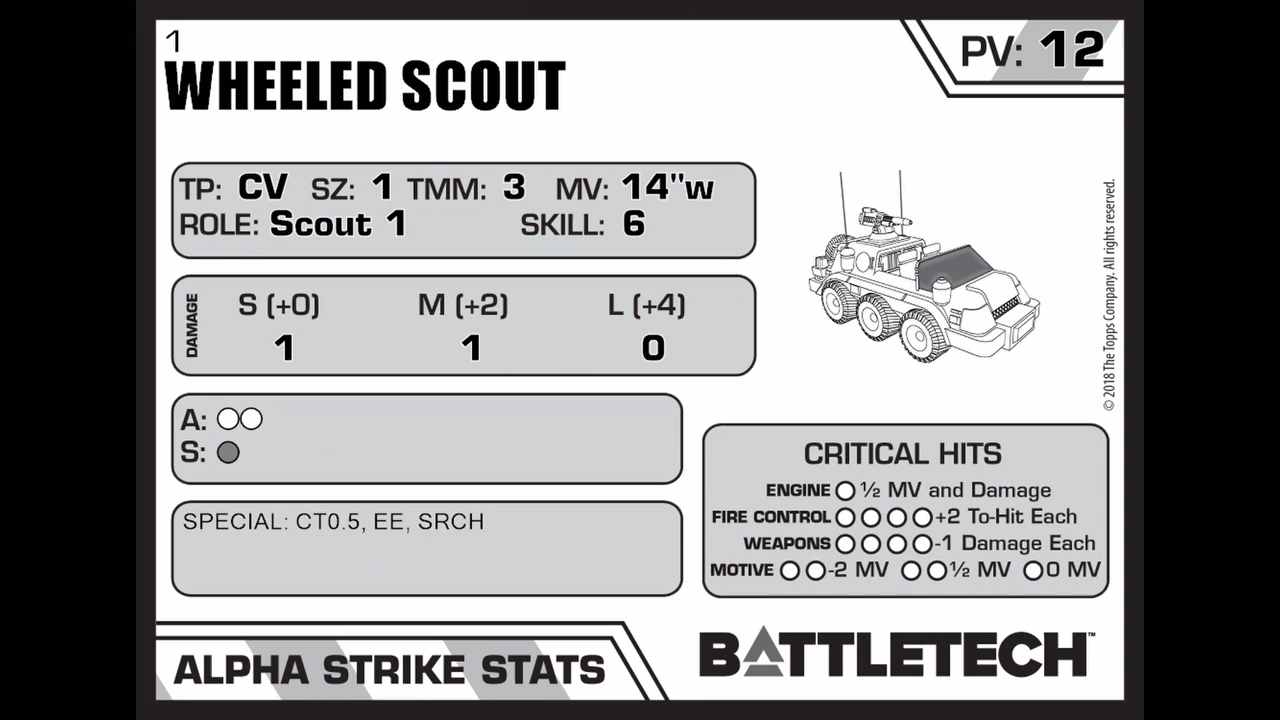 1
WHEELED SCOUT
PV: 12
TP: CV SZ: 1 TMM: 3 MV: 14"w
ROLE: Scout 1 SKILL: 6
DAMAGE
S (+0) M (+2) L (+4)
1 1 0
A:
S:
SPECIAL: CT0.5, EE, SRCH
© 2018 The Topps Company. All rights reserved.
CRITICAL HITS
ENGINE ½ MV and Damage
FIRE CONTROL +2 To-Hit Each
WEAPONS -1 Damage Each
MOTIVE -2 MV ½ MV 0 MV
ALPHA STRIKE STATS
BATTLETECH™